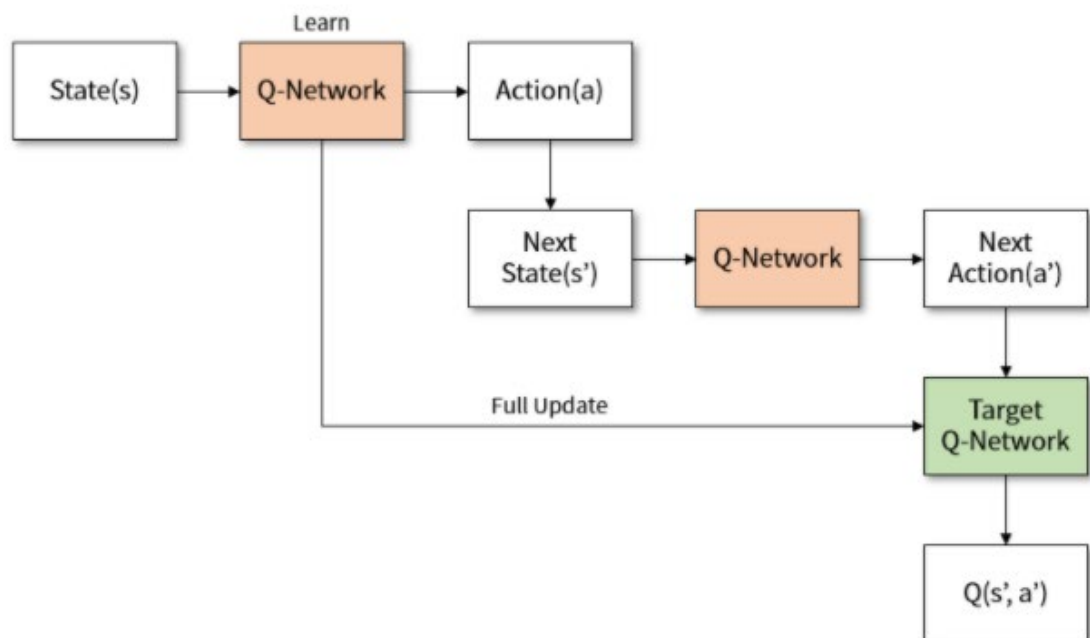 Learn
State(s)
Q-Network
Action(a)
Next
State(s’)
Q-Network
Next
Action(a’)
Full Update
Target
Q-Network
Q(s’, a’)